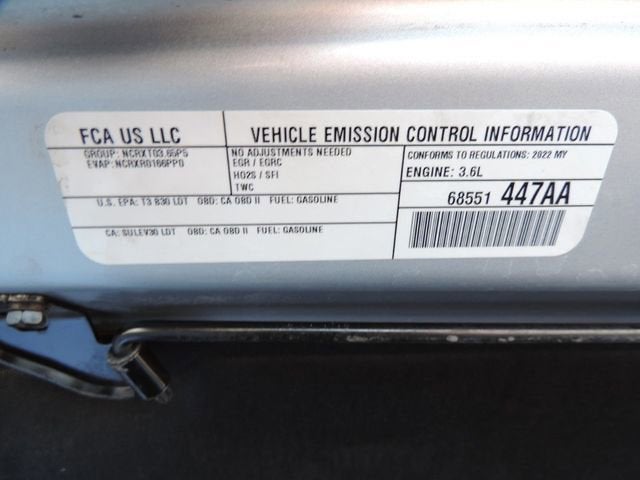 FCA US LLC
VEHICLE EMISSION CONTROL INFORMATION
GROUP: NCRXT03.65P5
EVAP: NCRXR0166PP0
NO ADJUSTMENTS NEEDED
EGR / EGRC
HO2S / SFI
TWC
CONFORMS TO REGULATIONS: 2022 MY
ENGINE: 3.6L
U.S. EPA: T3 B30 LDT OBD: CA OBD II FUEL: GASOLINE
CA: SULEV30 LDT OBD: CA OBD II FUEL: GASOLINE
68551 447AA